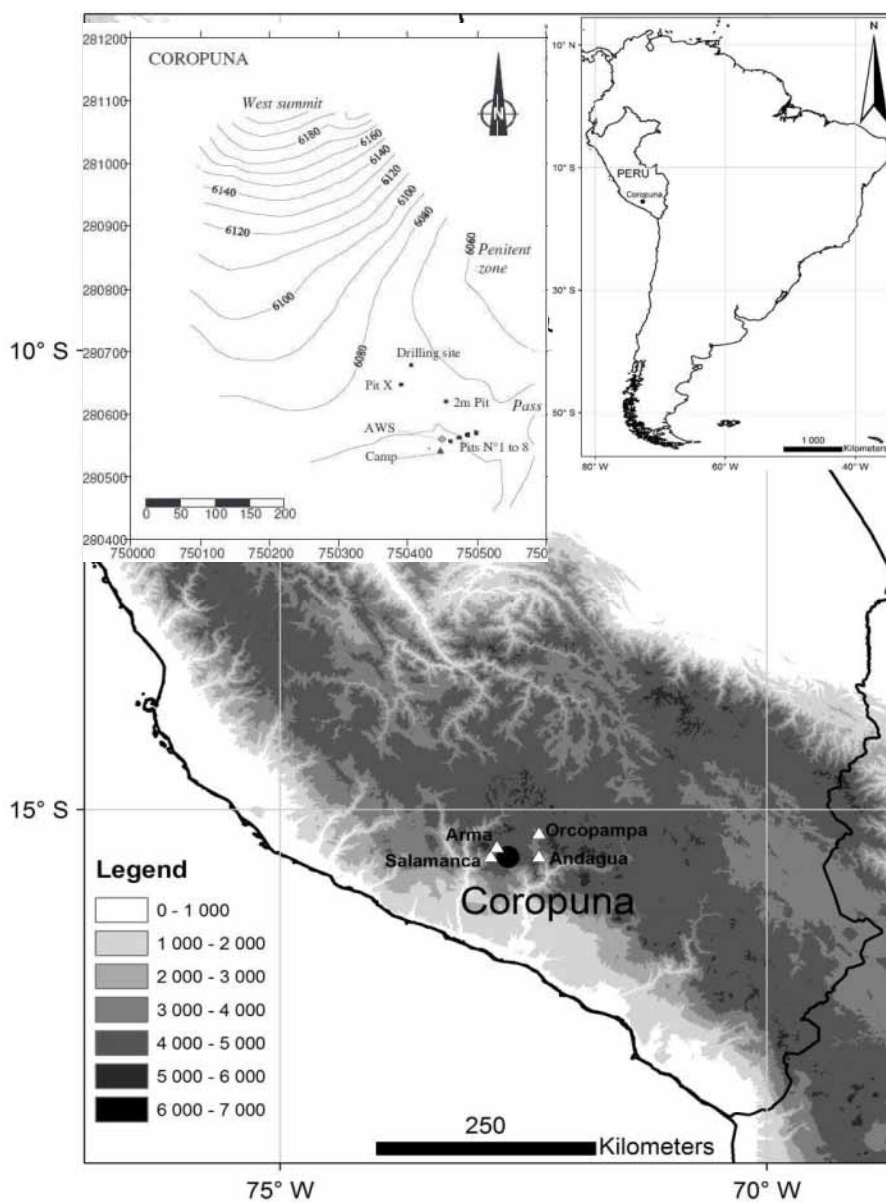 281200
281100
281000
280900
280800
280700
280600
280500
280400
COROPUNA
West summit
N
6180
6160
6140
6140
6120
6120
6100
6080
6060
6100
6080
Penitent
zone
Drilling site
Pit X
2m Pit
Pass
AWS
Pits N°1 to 8
Camp
0 50 100 150 200
750000 750100 750200 750300 750400 750500
N
10° N
10° S
30° S
50° S
PERÚ
Coropuna
1 000
Kilometers
80° W 60° W 40° W
10° S
15° S
Arma
Orcopampa
Salamanca
Andagua
Coropuna
Legend
0 - 1 000
1 000 - 2 000
2 000 - 3 000
3 000 - 4 000
4 000 - 5 000
5 000 - 6 000
6 000 - 7 000
250
Kilometers
75° W 70° W